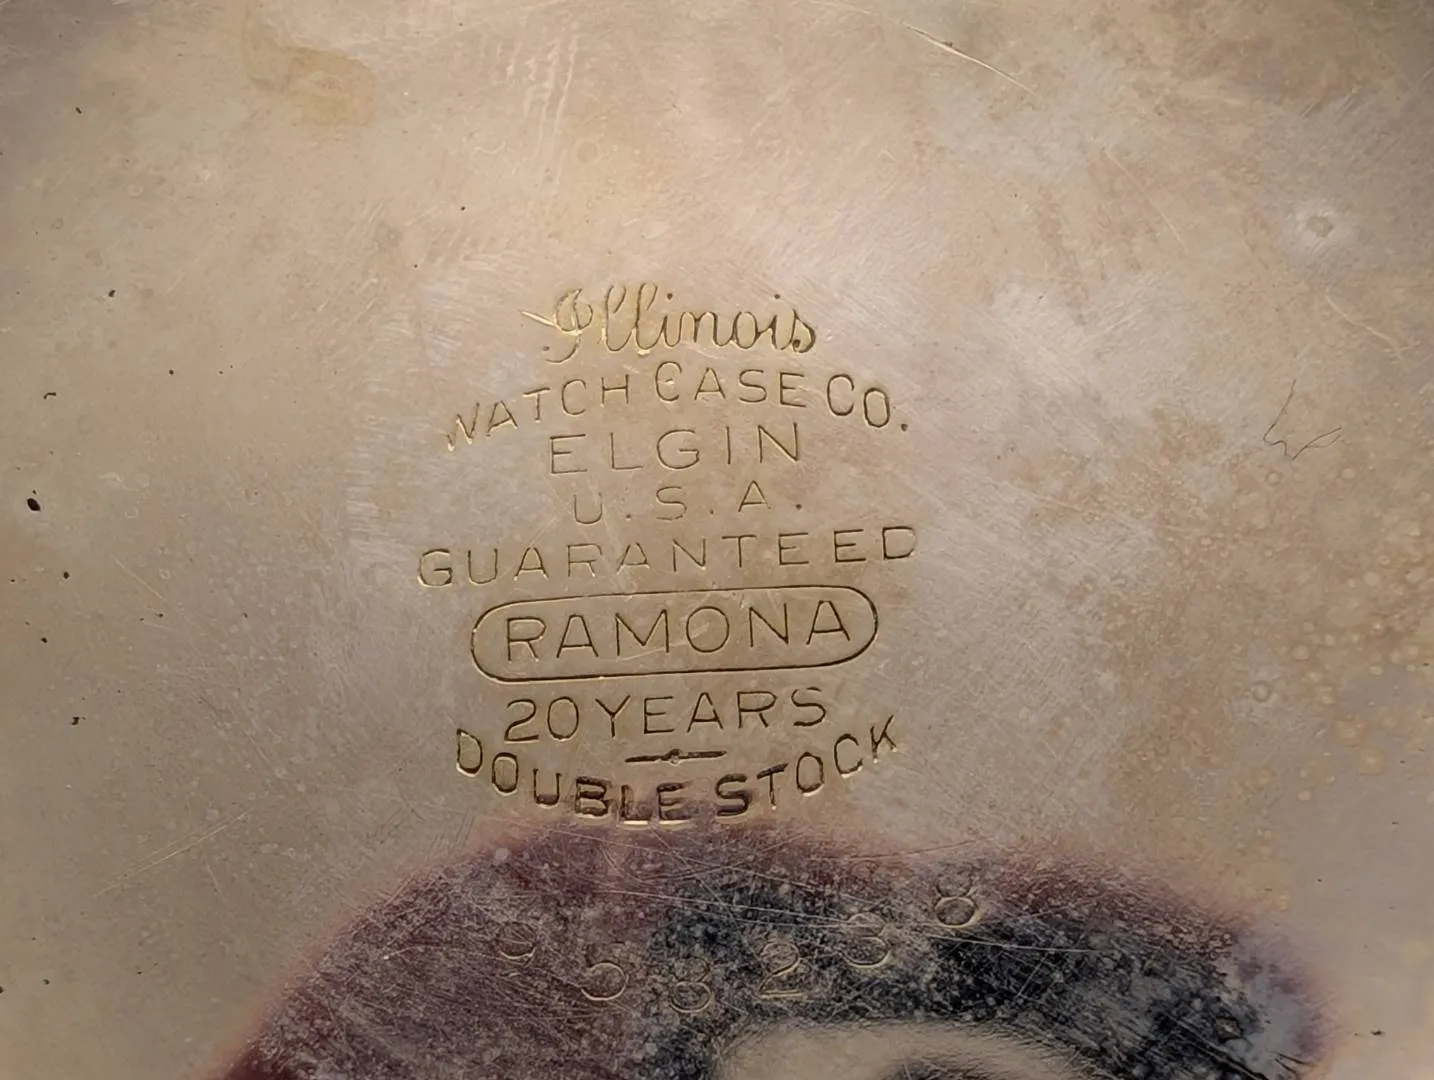 Illinois
WATCH CASE CO.
ELGIN
U.S.A.
GUARANTEED
RAMONA
20 YEARS
DOUBLE STOCK
958238